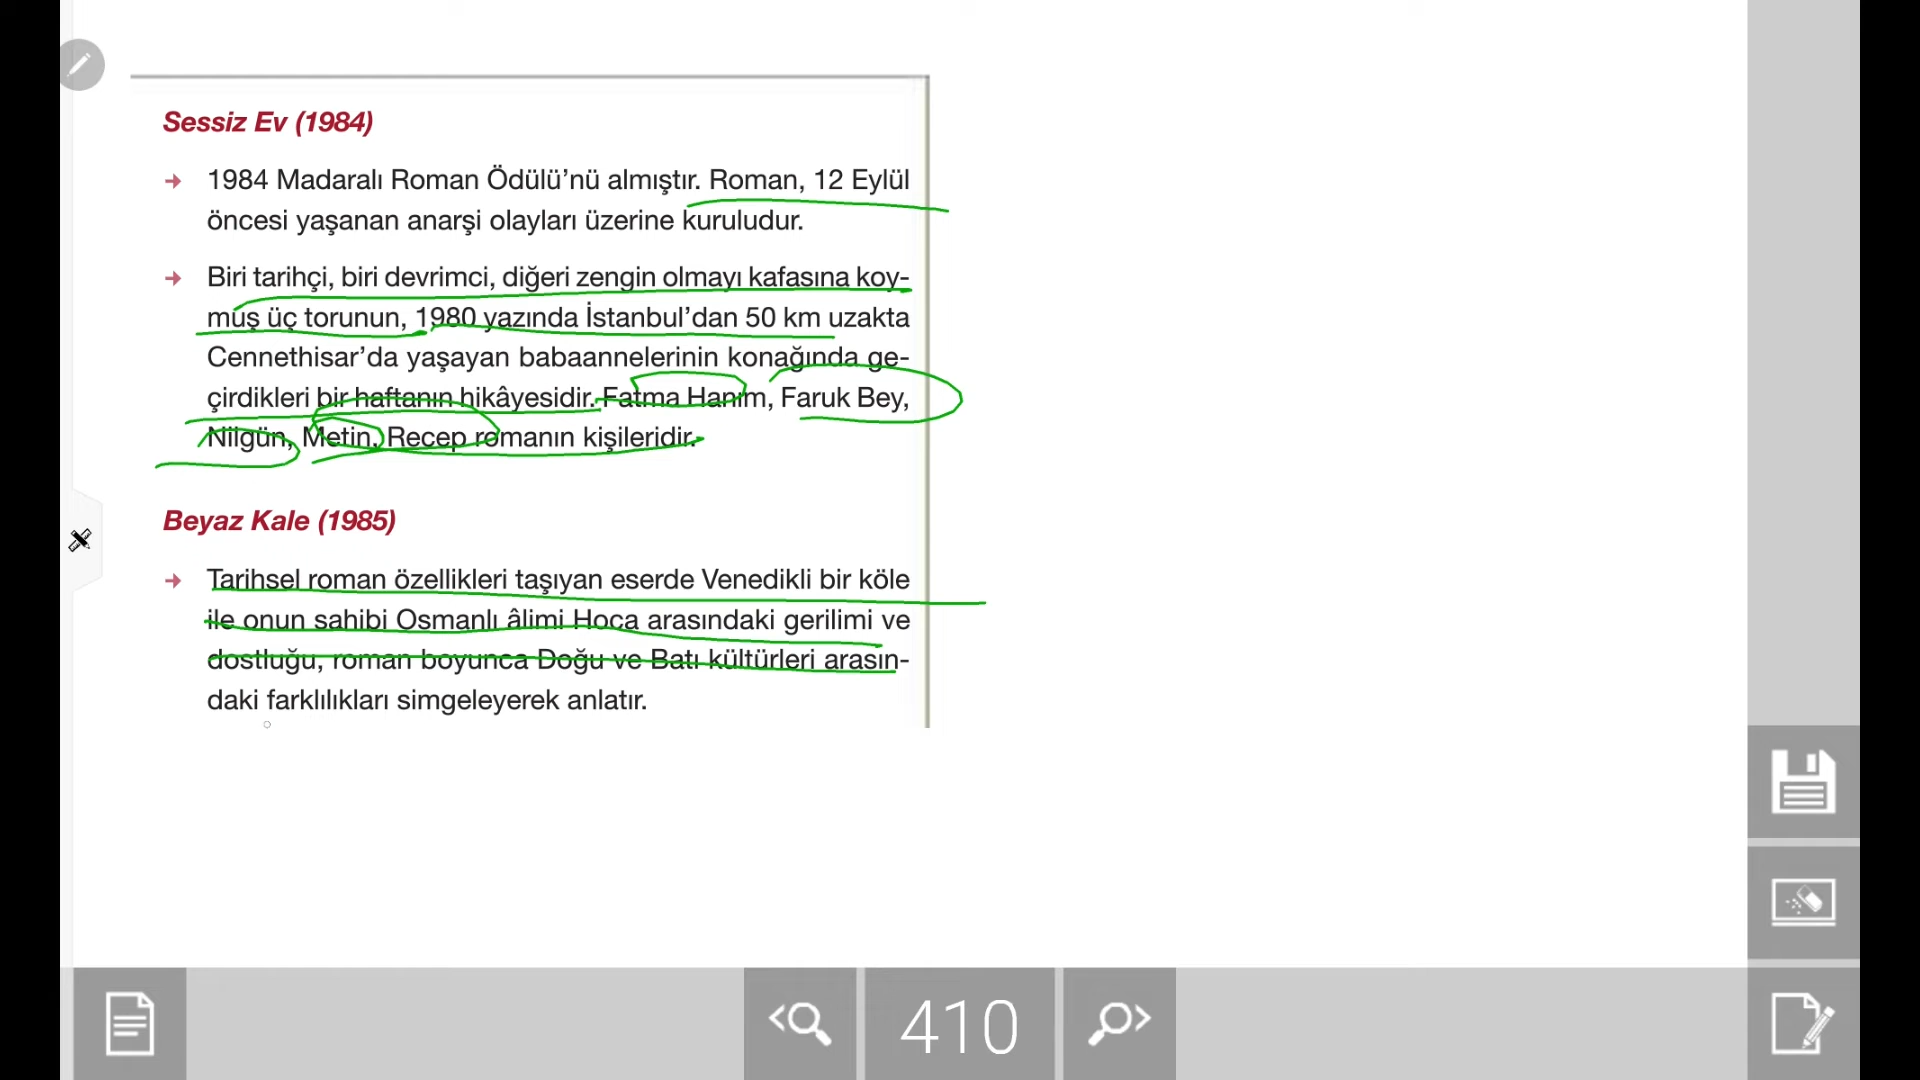 Sessiz Ev (1984)
→ 1984 Madaralı Roman Ödülü’nü almıştır. Roman, 12 Eylül
öncesi yaşanan anarşi olayları üzerine kuruludur.
→ Biri tarihçi, biri devrimci, diğeri zengin olmayı kafasına koy-
muş üç torunun, 1980 yazında İstanbul’dan 50 km uzakta
Cennethisar’da yaşayan babaannelerinin konağında ge-
çirdikleri bir haftanın hikâyesidir. Fatma Hanım, Faruk Bey,
Nilgün, Metin, Recep romanın kişileridir.
Beyaz Kale (1985)
→ Tarihsel roman özellikleri taşıyan eserde Venedikli bir köle
ile onun sahibi Osmanlı âlimi Hoca arasındaki gerilimi ve
dostluğu, roman boyunca Doğu ve Batı kültürleri arasın-
daki farklılıkları simgeleyerek anlatır.
410